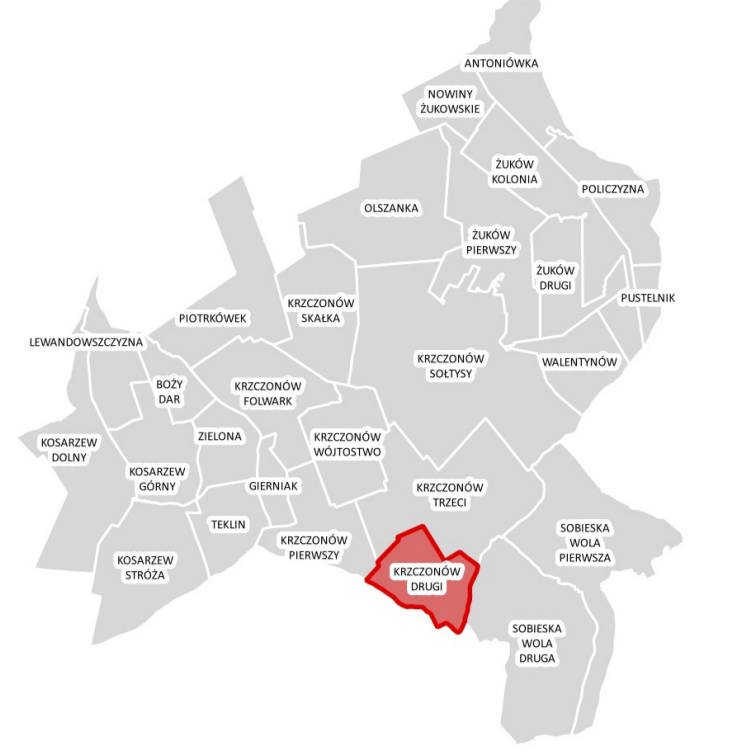 ANTONIÓWKA
NOWINY
ŻUKOWSKIE
ŻUKÓW
KOLONIA
POLICZYZNA
OLSZANKA
ŻUKÓW
PIERWSZY
ŻUKÓW
DRUGI
PUSTELNIK
KRZCZONÓW
SKAŁKA
PIOTRKÓWEK
LEWANDOWSZCZYZNA
KRZCZONÓW
SOŁTYSY
WALENTYNÓW
BOŻY
DAR
KRZCZONÓW
FOLWARK
ZIELONA
KRZCZONÓW
WÓJTOSTWO
KOSARZEW
DOLNY
KOSARZEW
GÓRNY
GIERNIAK
KRZCZONÓW
TRZECI
TEKLIN
KRZCZONÓW
PIERWSZY
SOBIESKA
WOLA
PIERWSZA
KOSARZEW
STRÓŻA
KRZCZONÓW
DRUGI
SOBIESKA
WOLA
DRUGA